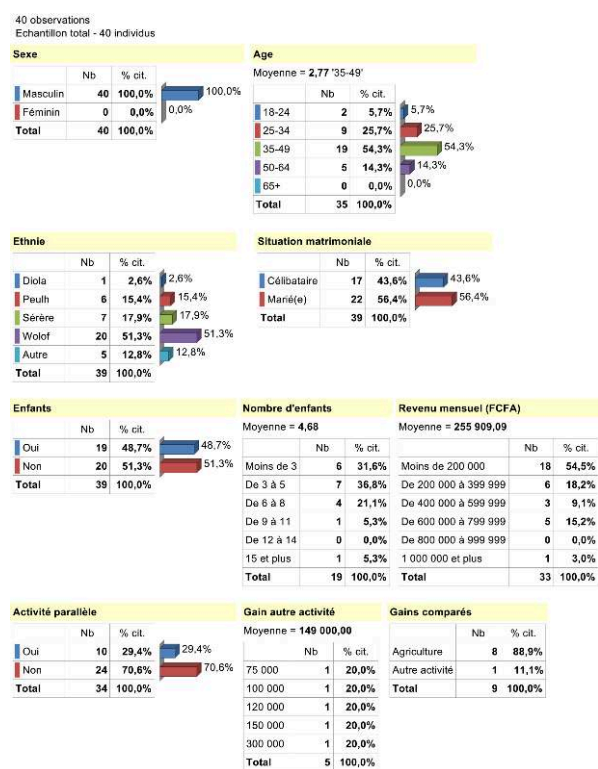 40 observations
Echantillon total - 40 individus
Sexe
Nb % cit.
Masculin 40 100,0% 100,0%
Féminin 0 0,0% 0,0%
Total 40 100,0%
Age
Moyenne = 2,77 '35-49'
Nb % cit.
18-24 2 5,7% 5,7%
25-34 9 25,7% 25,7%
35-49 19 54,3% 54,3%
50-64 5 14,3% 14,3%
65+ 0 0,0% 0,0%
Total 35 100,0%
Ethnie
Nb % cit.
Diola 1 2,6% 2,6%
Peulh 6 15,4% 15,4%
Sérère 7 17,9% 17,9%
Wolof 20 51,3% 51,3%
Autre 5 12,8% 12,8%
Total 39 100,0%
Situation matrimoniale
Nb % cit.
Célibataire 17 43,6% 43,6%
Marié(e) 22 56,4% 56,4%
Total 39 100,0%
Enfants
Nb % cit.
Oui 19 48,7% 48,7%
Non 20 51,3% 51,3%
Total 39 100,0%
Nombre d'enfants
Moyenne = 4,68
Nb % cit.
Moins de 3 6 31,6%
De 3 à 5 7 36,8%
De 6 à 8 4 21,1%
De 9 à 11 1 5,3%
De 12 à 14 0 0,0%
15 et plus 1 5,3%
Total 19 100,0%
Revenu mensuel (FCFA)
Moyenne = 255 909,09
Nb % cit.
Moins de 200 000 18 54,5%
De 200 000 à 399 999 6 18,2%
De 400 000 à 599 999 3 9,1%
De 600 000 à 799 999 5 15,2%
De 800 000 à 999 999 0 0,0%
1 000 000 et plus 1 3,0%
Total 33 100,0%
Activité parallèle
Nb % cit.
Oui 10 29,4% 29,4%
Non 24 70,6% 70,6%
Total 34 100,0%
Gain autre activité
Moyenne = 149 000,00
Nb % cit.
75 000 1 20,0%
100 000 1 20,0%
120 000 1 20,0%
150 000 1 20,0%
300 000 1 20,0%
Total 5 100,0%
Gains comparés
Nb % cit.
Agriculture 8 88,9%
Autre activité 1 11,1%
Total 9 100,0%